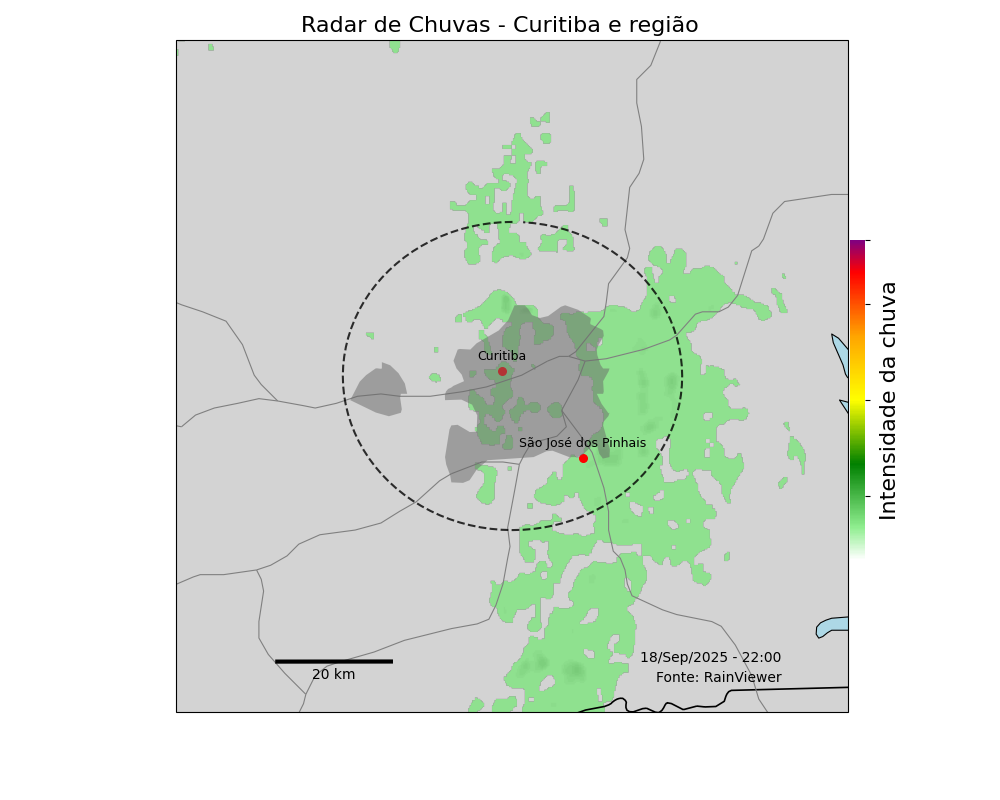 Radar de Chuvas - Curitiba e região
Curitiba
São José dos Pinhais
Intensidade da chuva
18/Sep/2025 - 22:00
Fonte: RainViewer
20 km